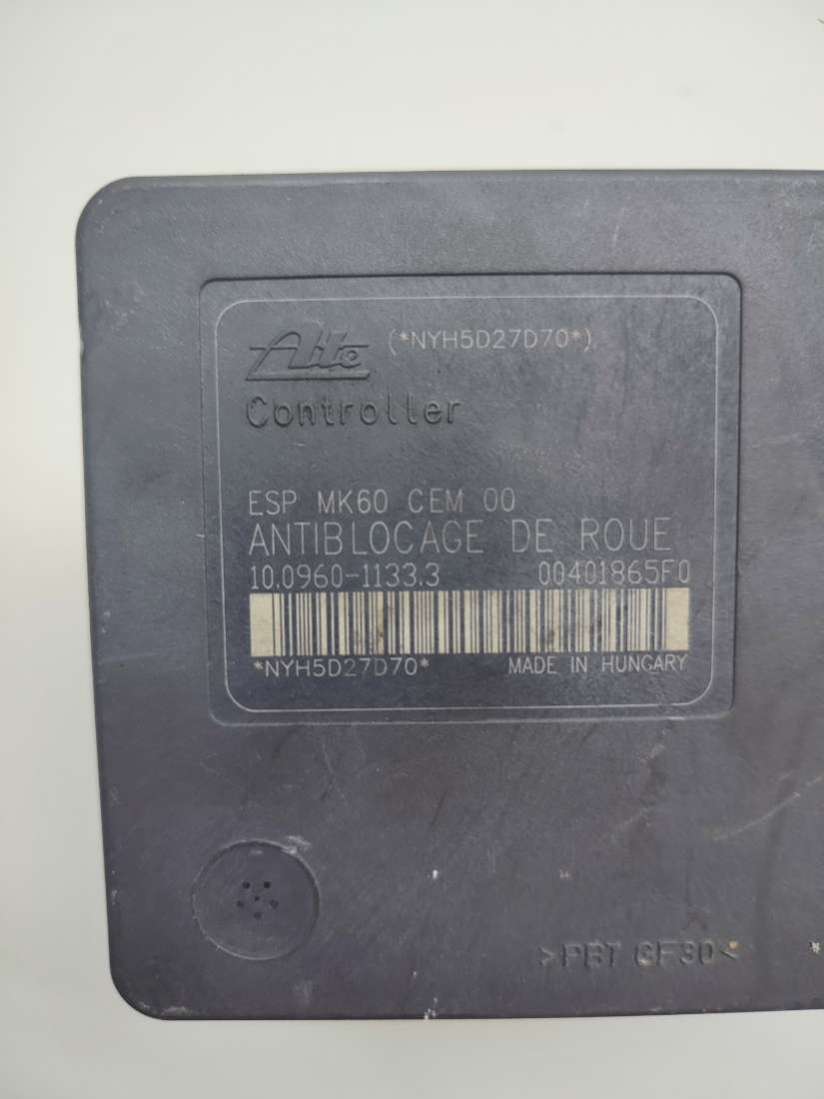 Ate (*NYH5D27D70*)
Controller
ESP MK60 CEM 00
ANTIBLOCAGE DE ROUE
10.0960-1133.3 00401865F0
*NYH5D27D70* MADE IN HUNGARY
>PBT GF30<